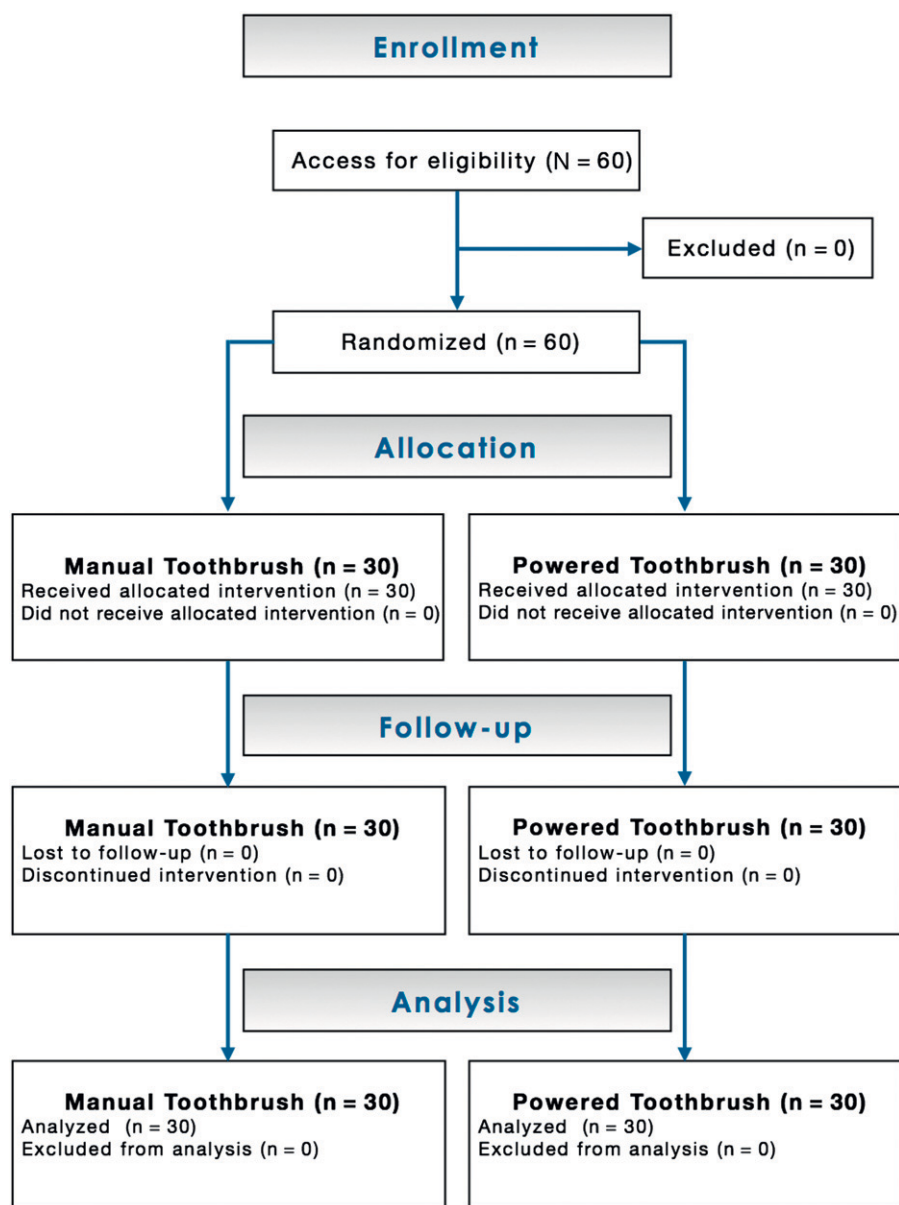 Enrollment
Access for eligibility (N = 60)
Excluded (n = 0)
Randomized (n = 60)
Allocation
Manual Toothbrush (n = 30)
Received allocated intervention (n = 30)
Did not receive allocated intervention (n = 0)
Powered Toothbrush (n = 30)
Received allocated intervention (n = 30)
Did not receive allocated intervention (n = 0)
Follow-up
Manual Toothbrush (n = 30)
Lost to follow-up (n = 0)
Discontinued intervention (n = 0)
Powered Toothbrush (n = 30)
Lost to follow-up (n = 0)
Discontinued intervention (n = 0)
Analysis
Manual Toothbrush (n = 30)
Analyzed (n = 30)
Excluded from analysis (n = 0)
Powered Toothbrush (n = 30)
Analyzed (n = 30)
Excluded from analysis (n = 0)